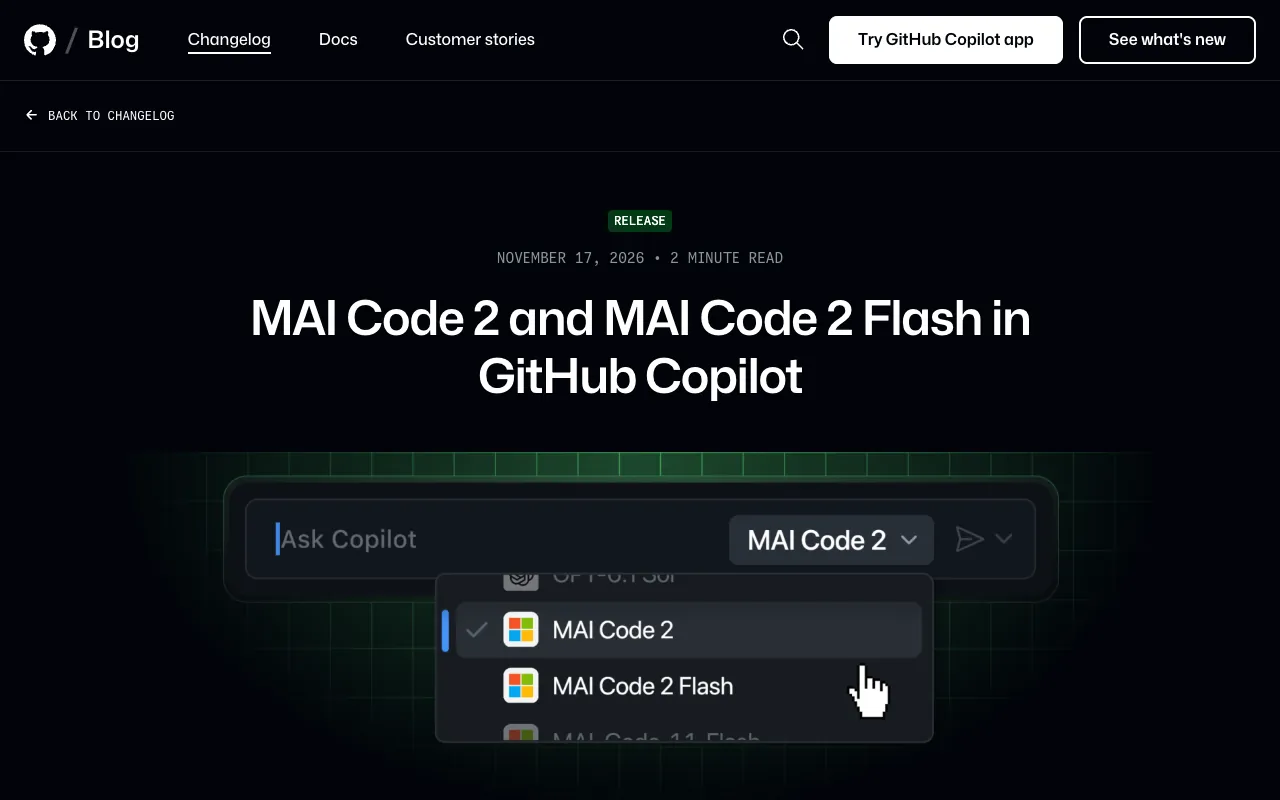 Blog
Changelog
Docs
Customer stories
Try GitHub Copilot app
See what's new
BACK TO CHANGELOG
RELEASE
NOVEMBER 17, 2026 • 2 MINUTE READ
MAI Code 2 and MAI Code 2 Flash in
GitHub Copilot
Ask Copilot
MAI Code 2
MAI Code 2
MAI Code 2 Flash